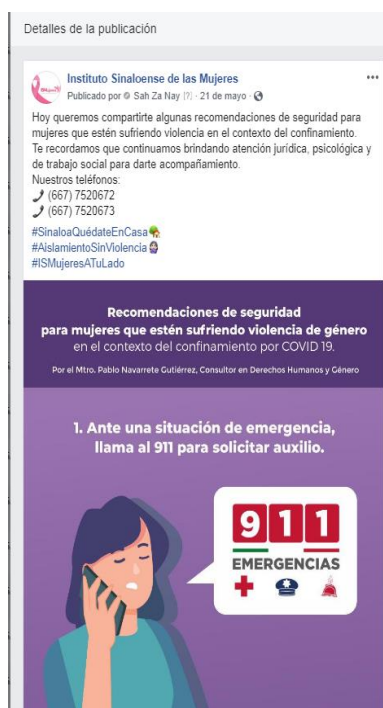 Detalles de la publicación
Instituto Sinaloense de las Mujeres
Publicado por Sah Za Nay [?] · 21 de mayo ·
Hoy queremos compartirte algunas recomendaciones de seguridad para
mujeres que estén sufriendo violencia en el contexto del confinamiento.
Te recordamos que continuamos brindando atención jurídica, psicológica y
de trabajo social para darte acompañamiento.
Nuestros teléfonos:
(667) 7520672
(667) 7520673
#SinaloaQuédateEnCasa
#AislamientoSinViolencia
#ISMujeresATuLado
Recomendaciones de seguridad
para mujeres que estén sufriendo violencia de género
en el contexto del confinamiento por COVID 19.
Por el Mtro. Pablo Navarrete Gutiérrez, Consultor en Derechos Humanos y Género
1. Ante una situación de emergencia,
llama al 911 para solicitar auxilio.
911
EMERGENCIAS